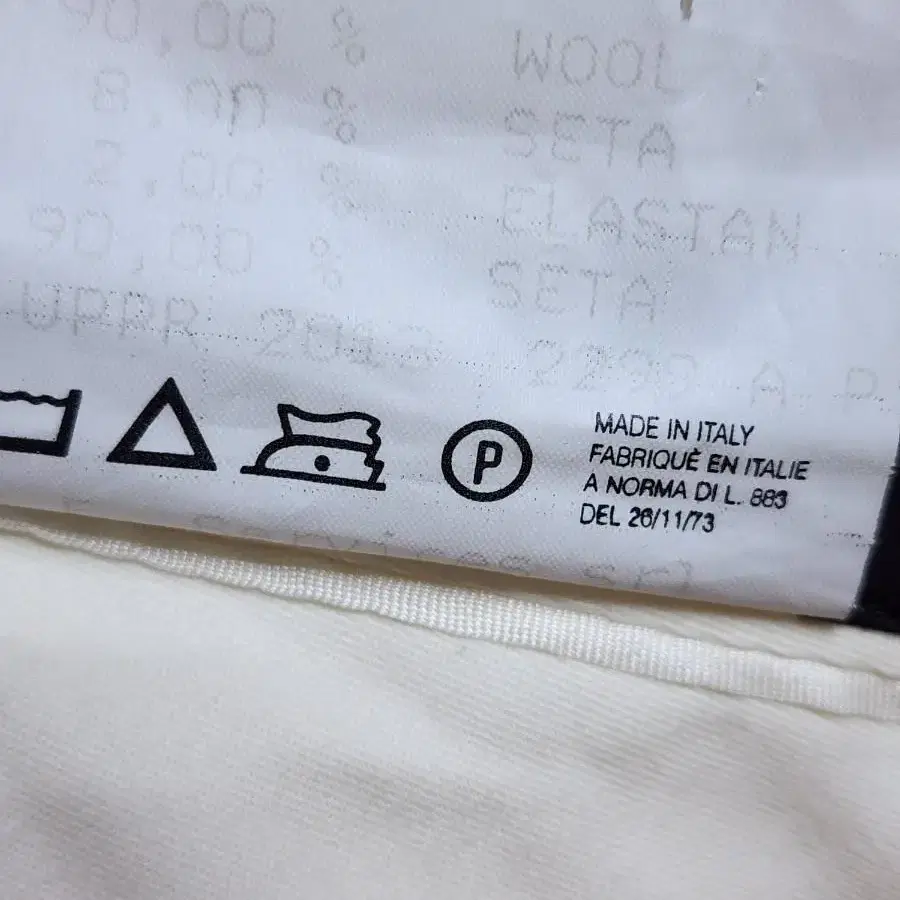 90,00 % WOOL
8,00 % SETA
2,00 % ELASTAN
90,00 % SETA
P
MADE IN ITALY
FABRIQUÈ EN ITALIE
A NORMA DI L. 883
DEL 26/11/73